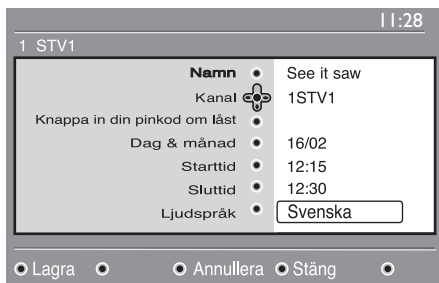 11:28
1 STV1
Namn See it saw
Kanal 1STV1
Knappa in din pinkod om låst
Dag & månad 16/02
Starttid 12:15
Sluttid 12:30
Ljudspråk Svenska
Lagra Annullera Stäng